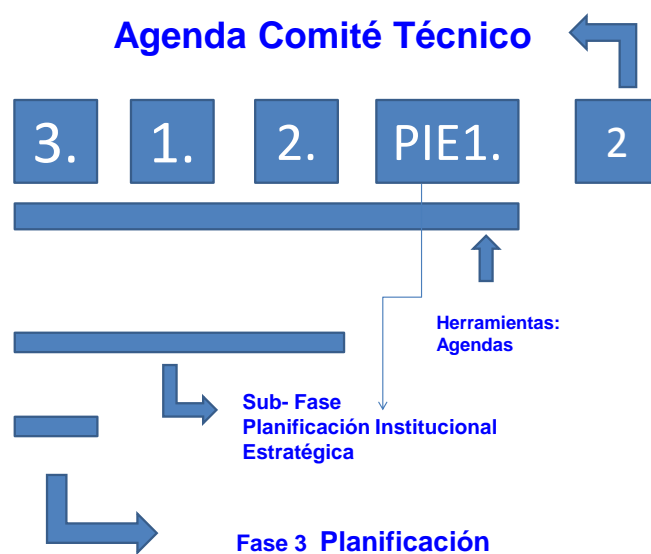 Agenda Comité Técnico
3. 1. 2. PIE1. 2
Herramientas:
Agendas
Sub- Fase
Planificación Institucional
Estratégica
Fase 3 Planificación